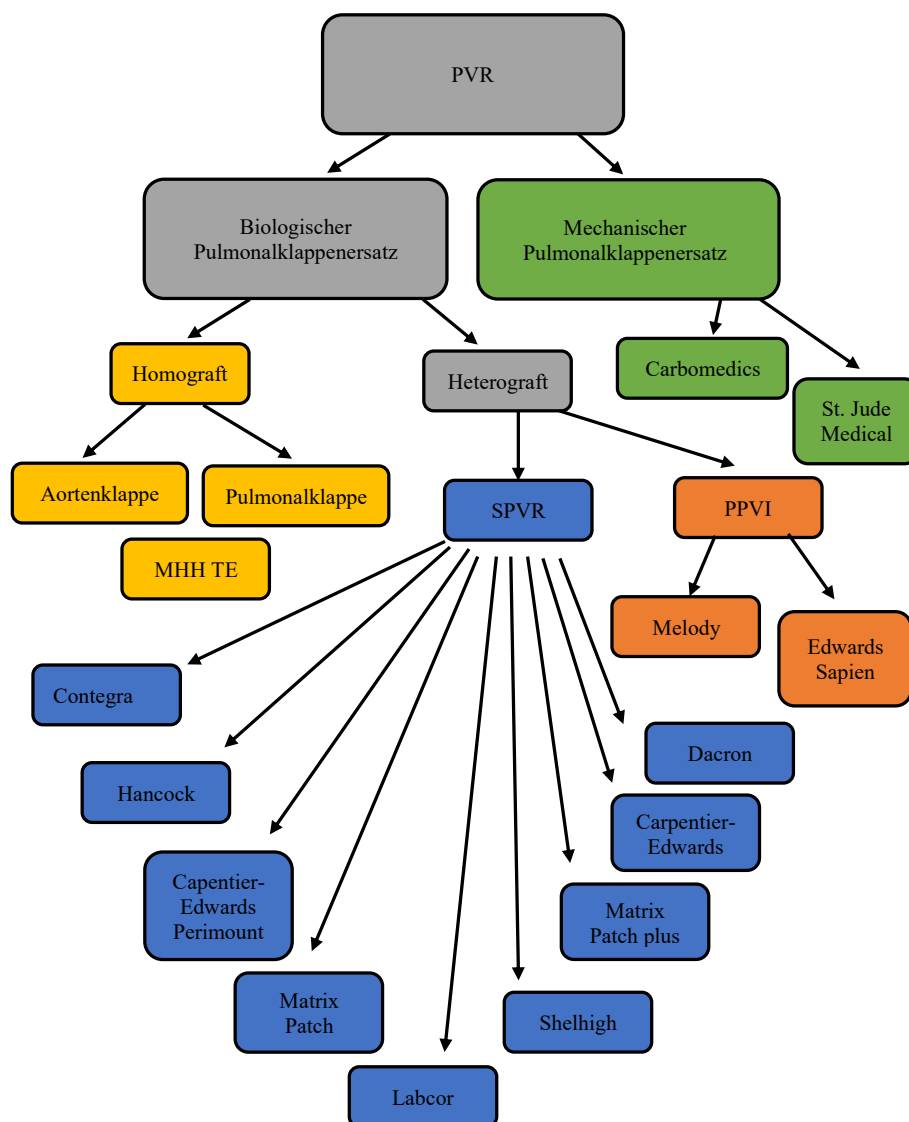 PVR
Biologischer
Pulmonalklappenersatz
Mechanischer
Pulmonalklappenersatz
Homograft
Heterograft
Carbomedics
St. Jude
Medical
Aortenklappe
Pulmonalklappe
SPVR
PPVI
MHH TE
Melody
Edwards
Sapien
Contegra
Dacron
Hancock
Carpentier-
Edwards
Capentier-
Edwards
Perimount
Matrix
Patch plus
Matrix
Patch
Shelhigh
Labcor